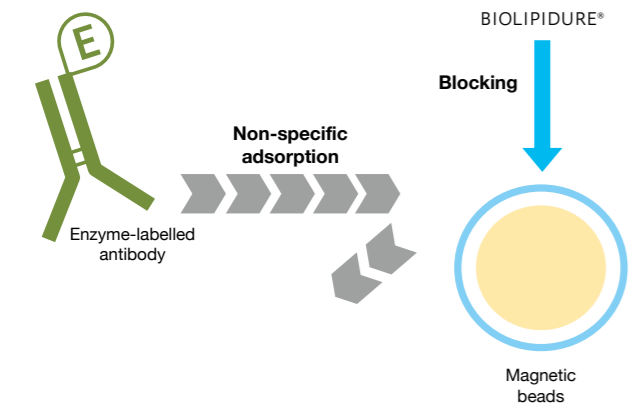 E
BIOLIPIDURE®
Blocking
Non-specific
adsorption
Enzyme-labelled
antibody
Magnetic
beads